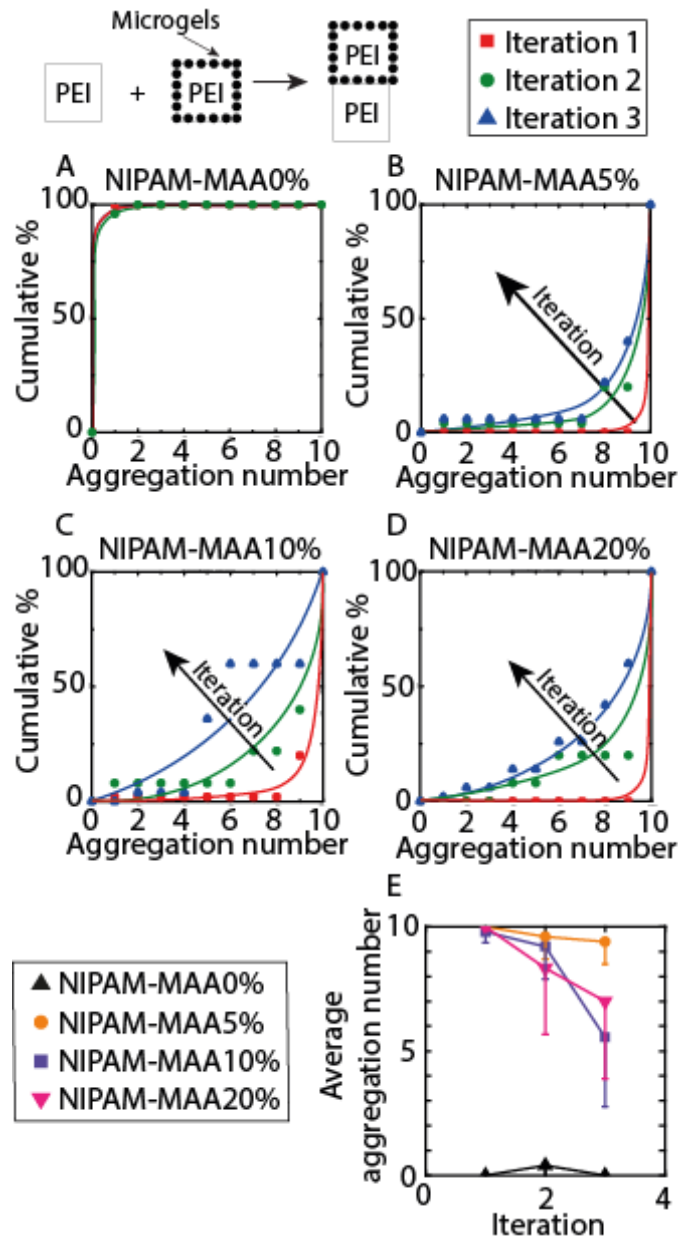 Microgels
PEI + PEI
PEI
PEI
Iteration 1
Iteration 2
Iteration 3
A
NIPAM-MAA0%
100
50
0
Cumulative %
0 2 4 6 8 10
Aggregation number
B
NIPAM-MAA5%
100
50
0
Cumulative %
Iteration
0 2 4 6 8 10
Aggregation number
C
NIPAM-MAA10%
100
50
0
Cumulative %
Iteration
0 2 4 6 8 10
Aggregation number
D
NIPAM-MAA20%
100
50
0
Cumulative %
Iteration
0 2 4 6 8 10
Aggregation number
NIPAM-MAA0%
NIPAM-MAA5%
NIPAM-MAA10%
NIPAM-MAA20%
E
10
5
0
Average
aggregation number
0 2 4
Iteration